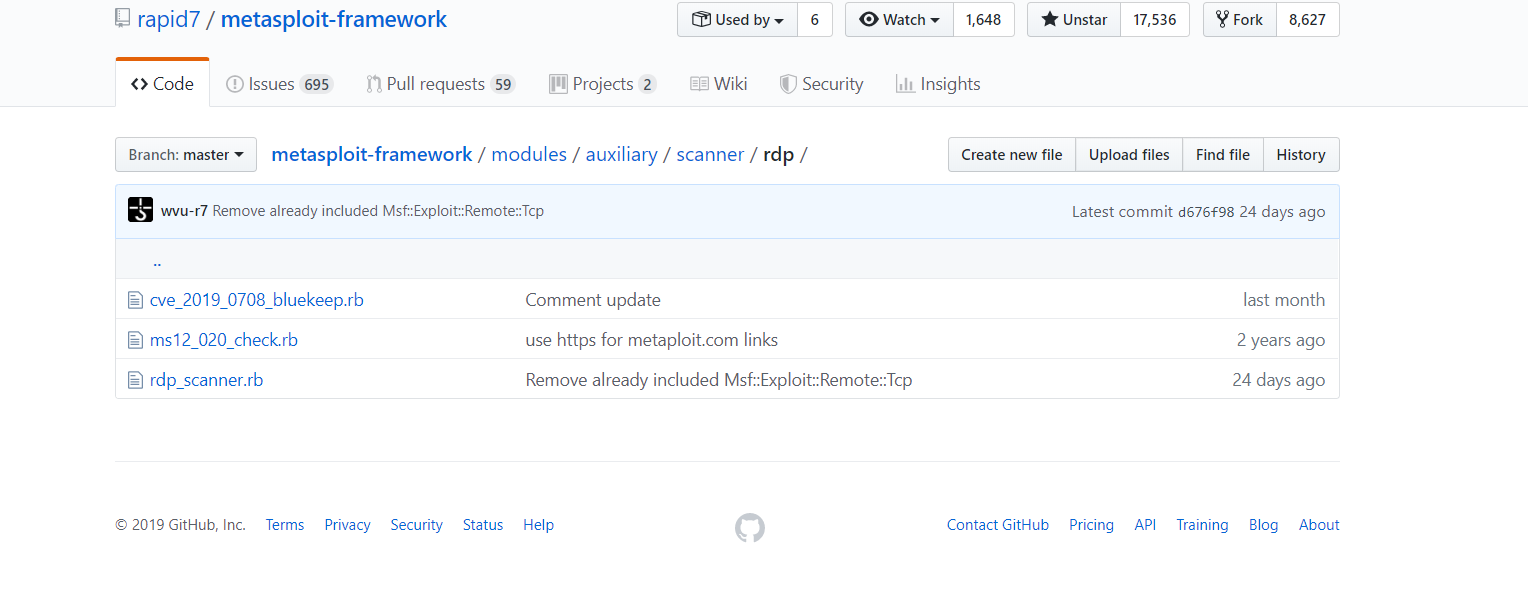 rapid7 / metasploit-framework Used by 6 Watch 1,648 Unstar 17,536 Fork 8,627
Code Issues 695 Pull requests 59 Projects 2 Wiki Security Insights
Branch: master metasploit-framework / modules / auxiliary / scanner / rdp / Create new file Upload files Find file History
wvu-r7 Remove already included Msf::Exploit::Remote::Tcp Latest commit d676f98 24 days ago
..
cve_2019_0708_bluekeep.rb Comment update last month
ms12_020_check.rb use https for metaploit.com links 2 years ago
rdp_scanner.rb Remove already included Msf::Exploit::Remote::Tcp 24 days ago
© 2019 GitHub, Inc. Terms Privacy Security Status Help Contact GitHub Pricing API Training Blog About